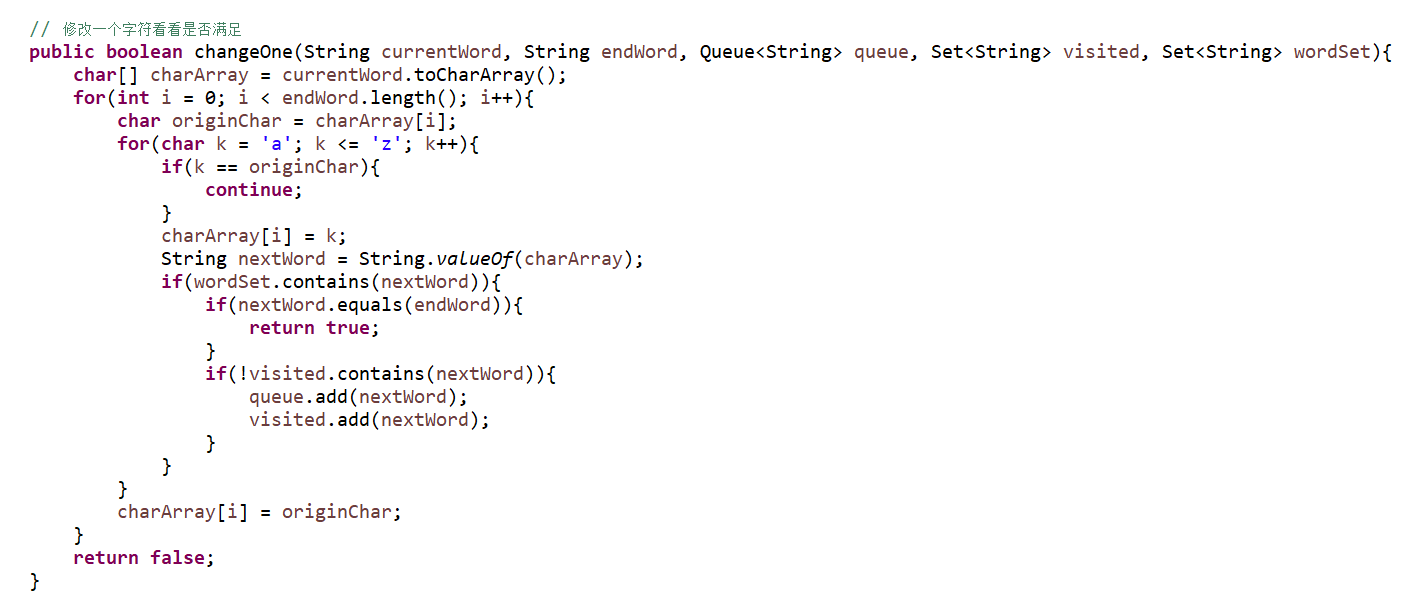 // 修改一个字符看看是否满足
public boolean changeOne(String currentWord, String endWord, Queue<String> queue, Set<String> visited, Set<String> wordSet){
    char[] charArray = currentWord.toCharArray();
    for(int i = 0; i < endWord.length(); i++){
        char originChar = charArray[i];
        for(char k = 'a'; k <= 'z'; k++){
            if(k == originChar){
                continue;
            }
            charArray[i] = k;
            String nextWord = String.valueOf(charArray);
            if(wordSet.contains(nextWord)){
                if(nextWord.equals(endWord)){
                    return true;
                }
                if(!visited.contains(nextWord)){
                    queue.add(nextWord);
                    visited.add(nextWord);
                }
            }
        }
        charArray[i] = originChar;
    }
    return false;
}